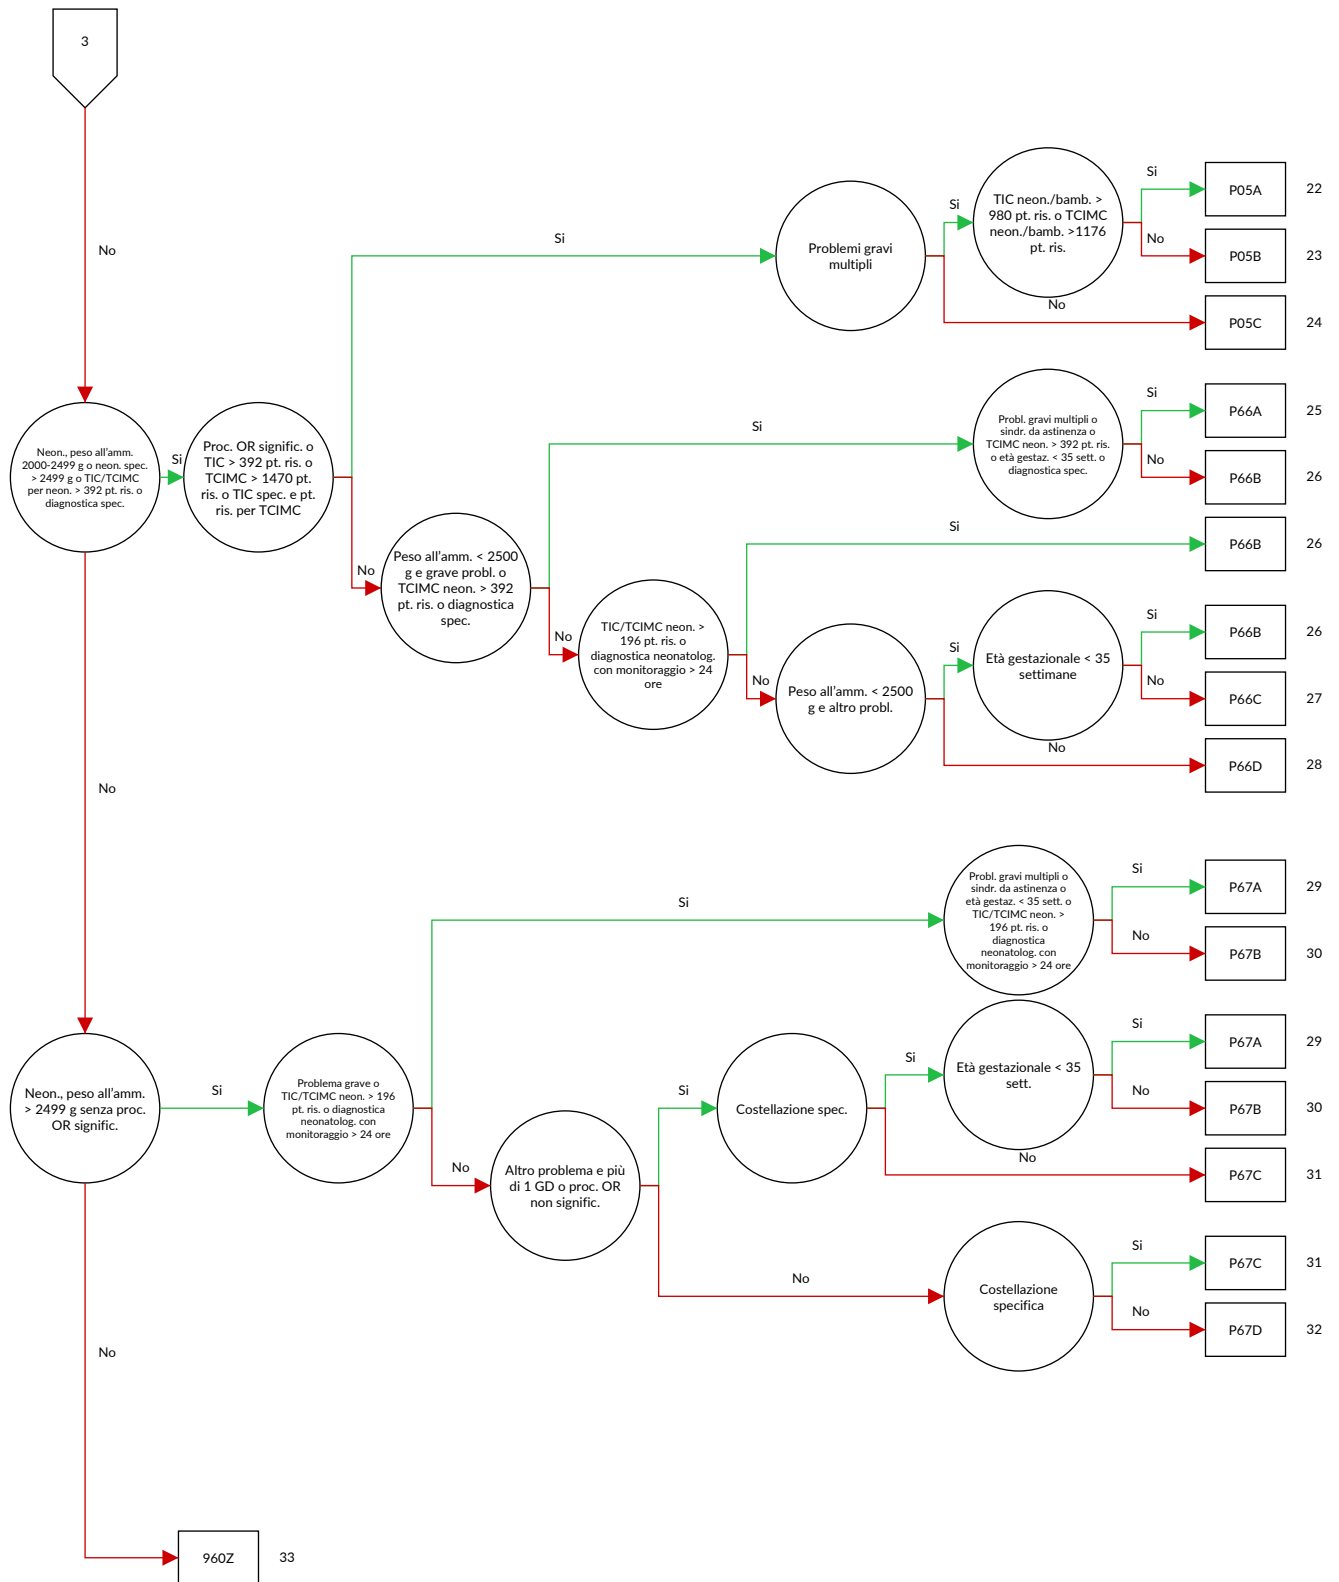 3
No
Neon., peso all'amm.
2000-2499 g o neon. spec.
> 2499 g o TIC/TCIMC
per neon. > 392 pt. ris. o
diagnostica spec.
Si
Proc. OR signific. o
TIC > 392 pt. ris. o
TCIMC > 1470 pt.
ris. o TIC spec. e pt.
ris. per TCIMC
Si
Problemi gravi
multipli
Si
TIC neon./bamb. >
980 pt. ris. o TCIMC
neon./bamb. >1176
pt. ris.
Si
P05A
22
No
P05B
23
No
P05C
24
No
Peso all'amm. < 2500
g e grave probl. o
TCIMC neon. > 392
pt. ris. o diagnostica
spec.
Si
Probl. gravi multipli o
sindr. da astinenza o
TCIMC neon. > 392 pt. ris.
o età gestaz. < 35 sett. o
diagnostica spec.
Si
P66A
25
No
P66B
26
No
TIC/TCIMC neon. >
196 pt. ris. o
diagnostica neonatolog.
con monitoraggio > 24
ore
Si
P66B
26
No
Peso all'amm. < 2500
g e altro probl.
Si
Età gestazionale < 35
settimane
Si
P66B
26
No
P66C
27
No
P66D
28
No
Neon., peso all'amm.
> 2499 g senza proc.
OR signific.
Si
Problema grave o
TIC/TCIMC neon. > 196
pt. ris. o diagnostica
neonatolog. con
monitoraggio > 24 ore
Si
Probl. gravi multipli o
sindr. da astinenza o
età gestaz. < 35 sett. o
TIC/TCIMC neon. >
196 pt. ris. o
diagnostica
neonatolog. con
monitoraggio > 24 ore
Si
P67A
29
No
P67B
30
No
Altro problema e più
di 1 GD o proc. OR
non signific.
Si
Costellazione spec.
Si
Età gestazionale < 35
sett.
Si
P67A
29
No
P67B
30
No
P67C
31
No
Costellazione
specifica
Si
P67C
31
No
P67D
32
No
960Z
33